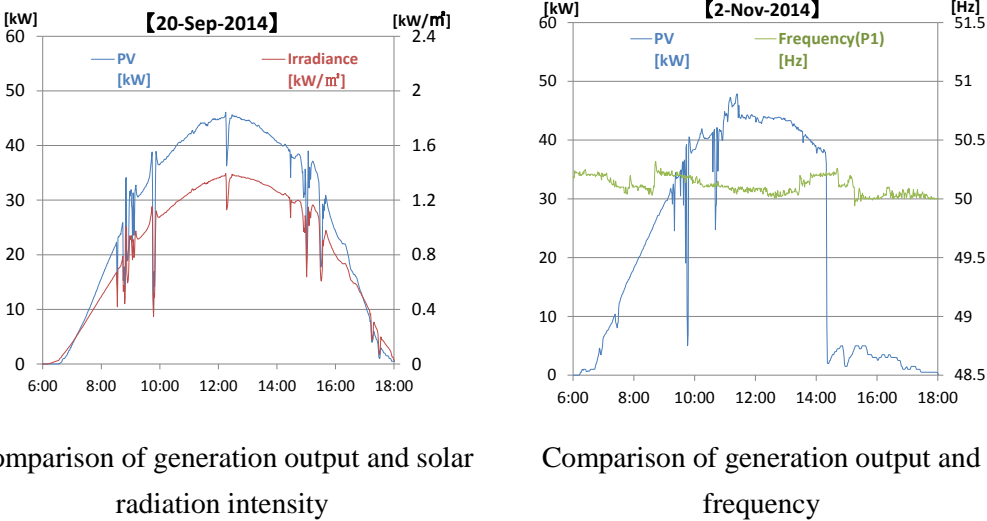 [kW]
【20-Sep-2014】
[kW/㎡]
PV
[kW]
Irradiance
[kW/㎡]
60
50
40
30
20
10
0
2.4
2
1.6
1.2
0.8
0.4
0
6:00 8:00 10:00 12:00 14:00 16:00 18:00
omparison of generation output and solar
radiation intensity
[kW]
【2-Nov-2014】
[Hz]
PV
[kW]
Frequency(P1)
[Hz]
60
50
40
30
20
10
0
51.5
51
50.5
50
49.5
49
48.5
6:00 8:00 10:00 12:00 14:00 16:00 18:00
Comparison of generation output and
frequency